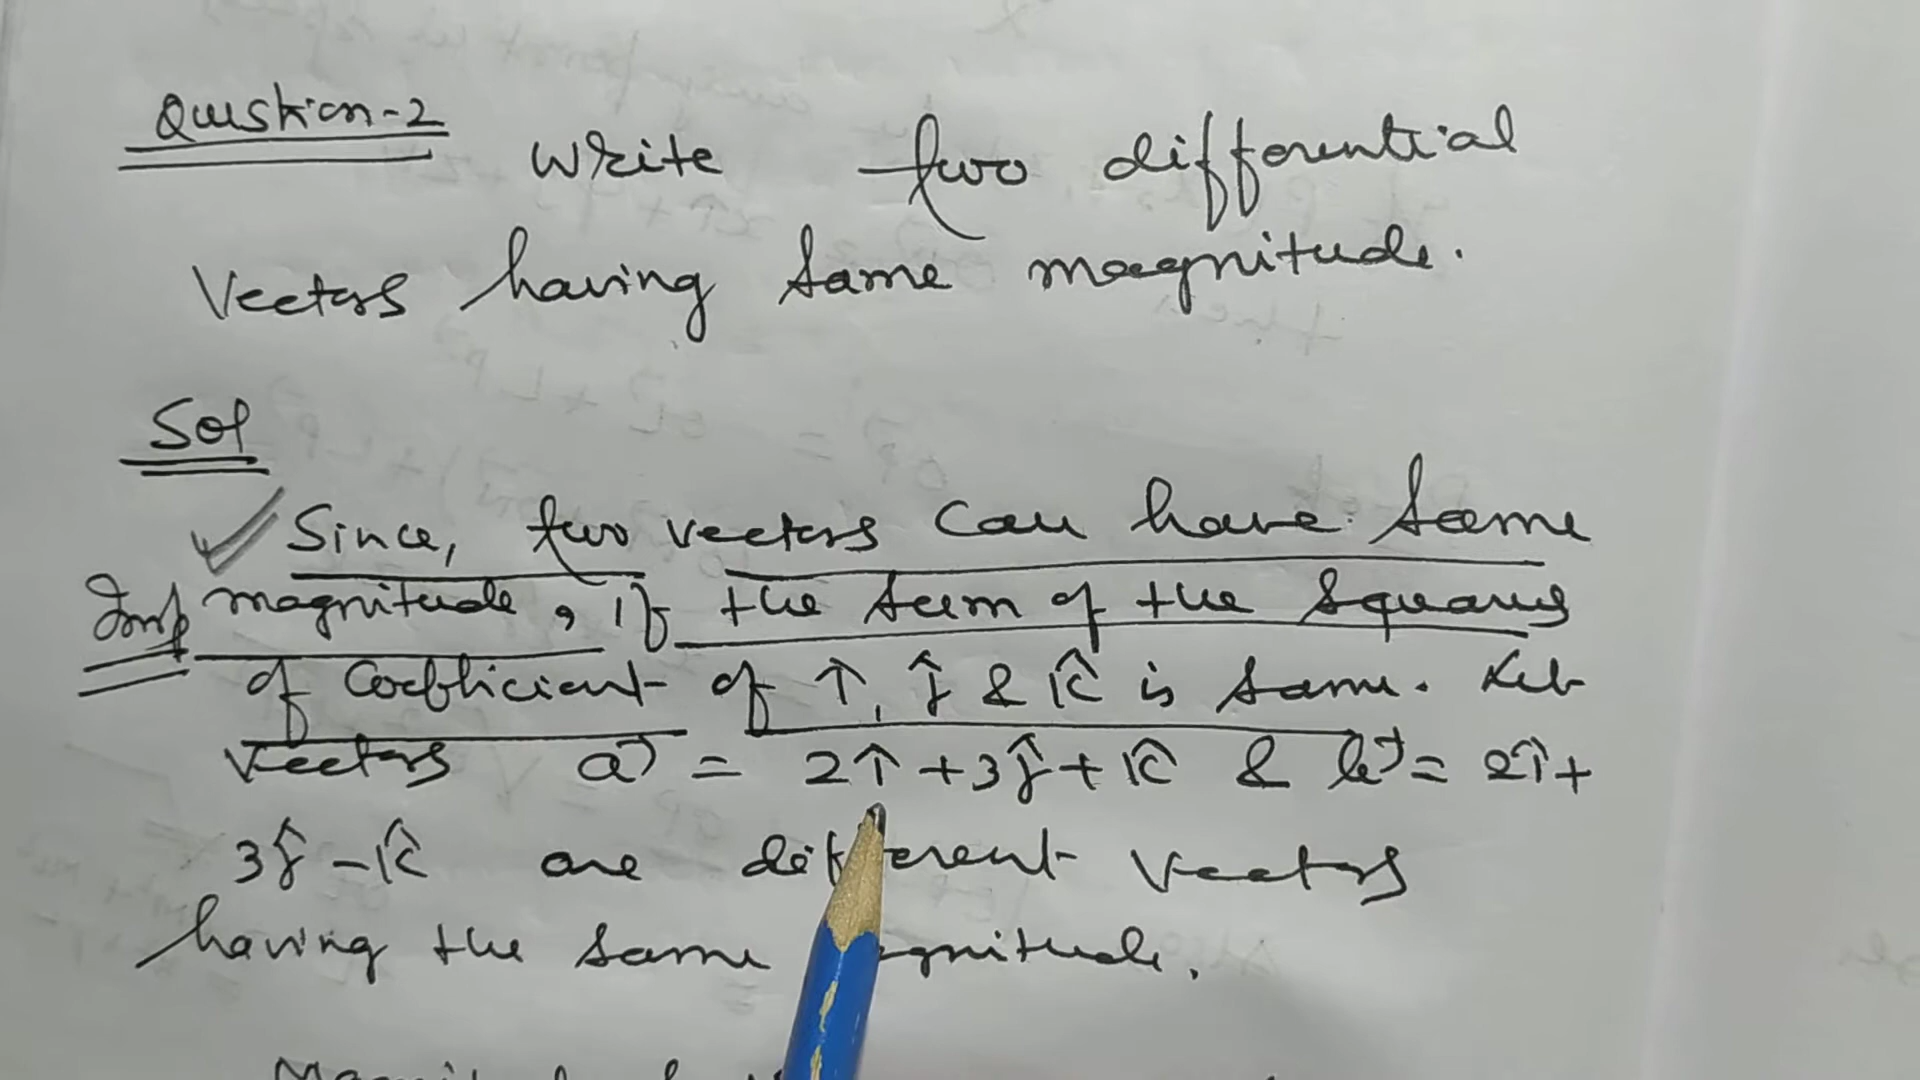 Question-2
Write two differential
Vectors having same magnitude.
Sol
Since, two vectors can have same
Imp magnitude, if the sum of the squares
of coefficient of î, ĵ & k̂ is same. Let
Vectors a⃗ = 2î + 3ĵ + k̂ & b⃗ = 2î +
3ĵ - k̂ are different Vectors
having the same